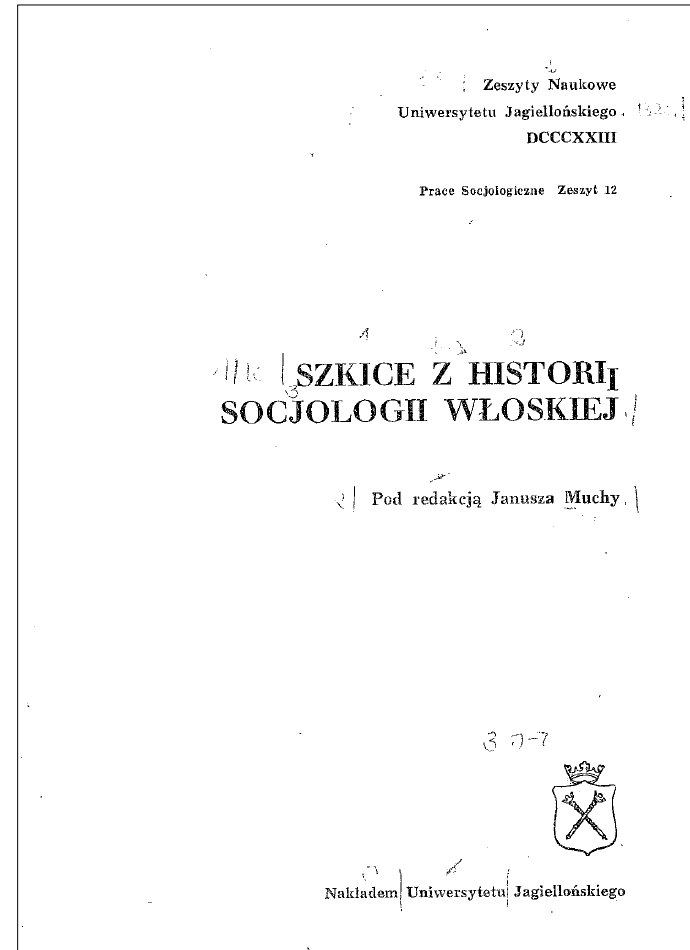 Zeszyty Naukowe
Uniwersytetu Jagiellońskiego
DCCCXXIII
Prace Socjologiczne Zeszyt 12
SZKICE Z HISTORII
SOCJOLOGII WŁOSKIEJ
Pod redakcją Janusza Muchy
Nakładem Uniwersytetu Jagiellońskiego